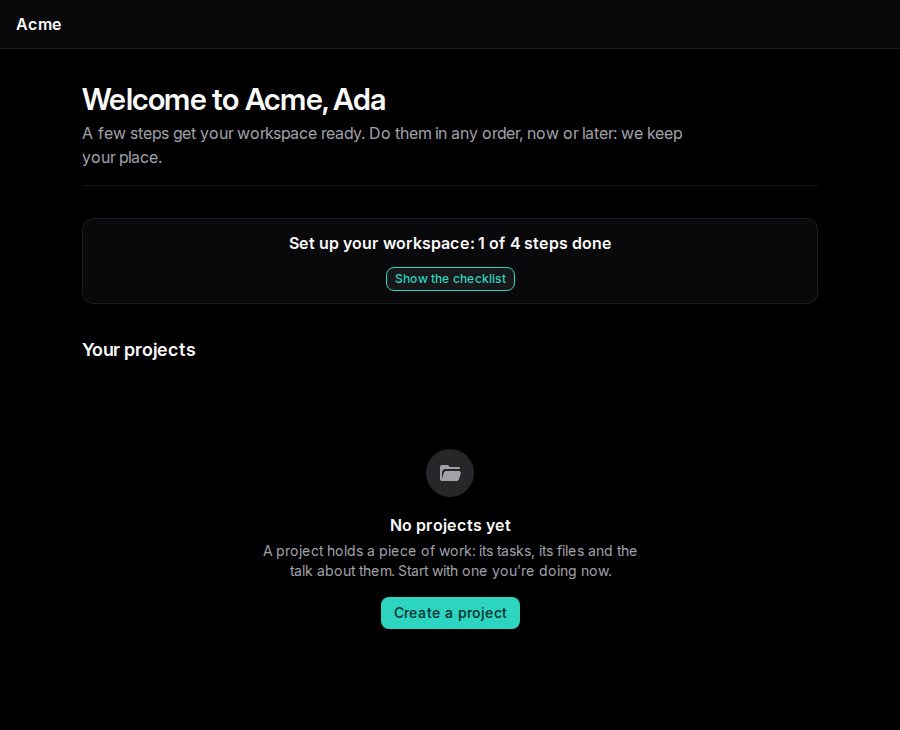 Acme
Welcome to Acme, Ada
A few steps get your workspace ready. Do them in any order, now or later: we keep
your place.
Set up your workspace: 1 of 4 steps done
Show the checklist
Your projects
No projects yet
A project holds a piece of work: its tasks, its files and the
talk about them. Start with one you’re doing now.
Create a project